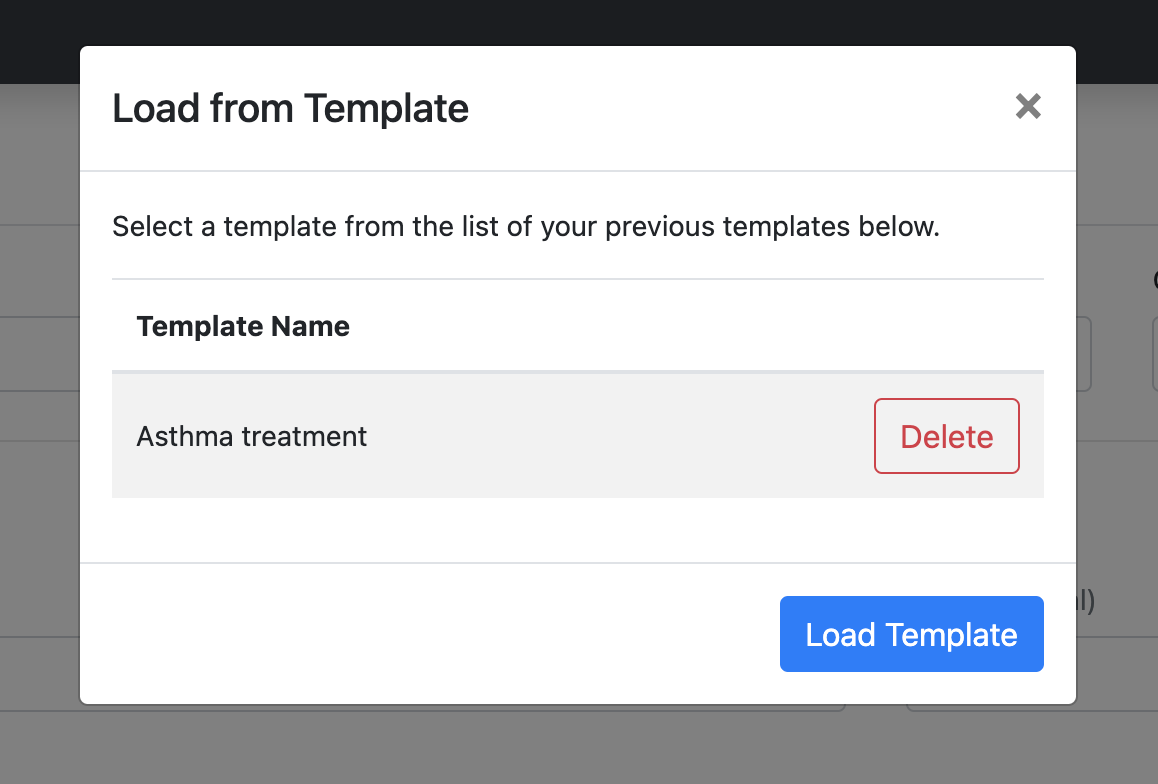 Load from Template
Select a template from the list of your previous templates below.
Template Name
Asthma treatment
Delete
Load Template